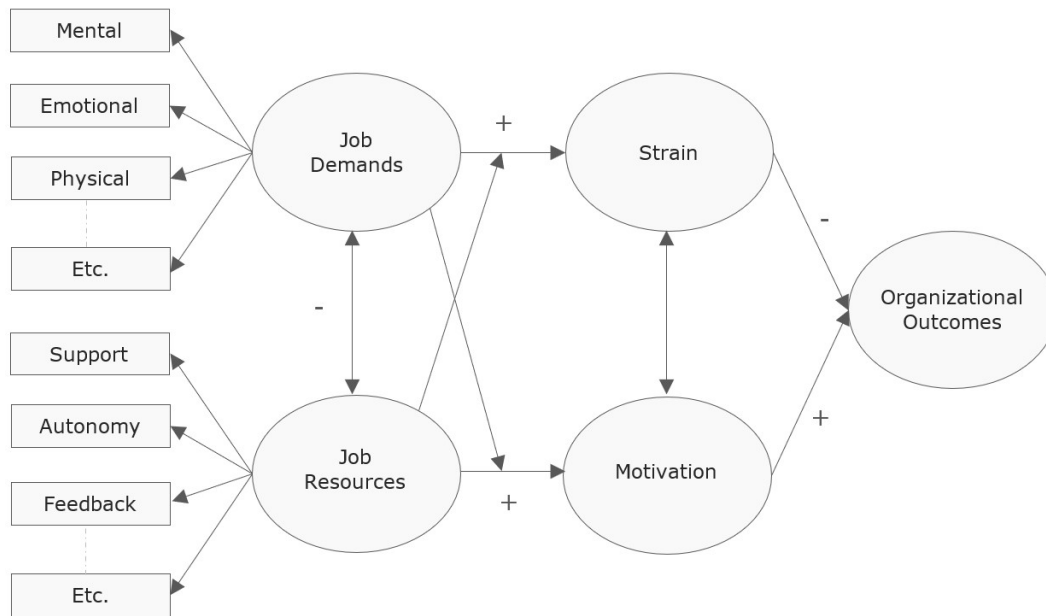 Mental
Emotional
Physical
Etc.
Support
Autonomy
Feedback
Etc.
Job
Demands
-
Job
Resources
+
+
Strain
Motivation
-
+
Organizational
Outcomes